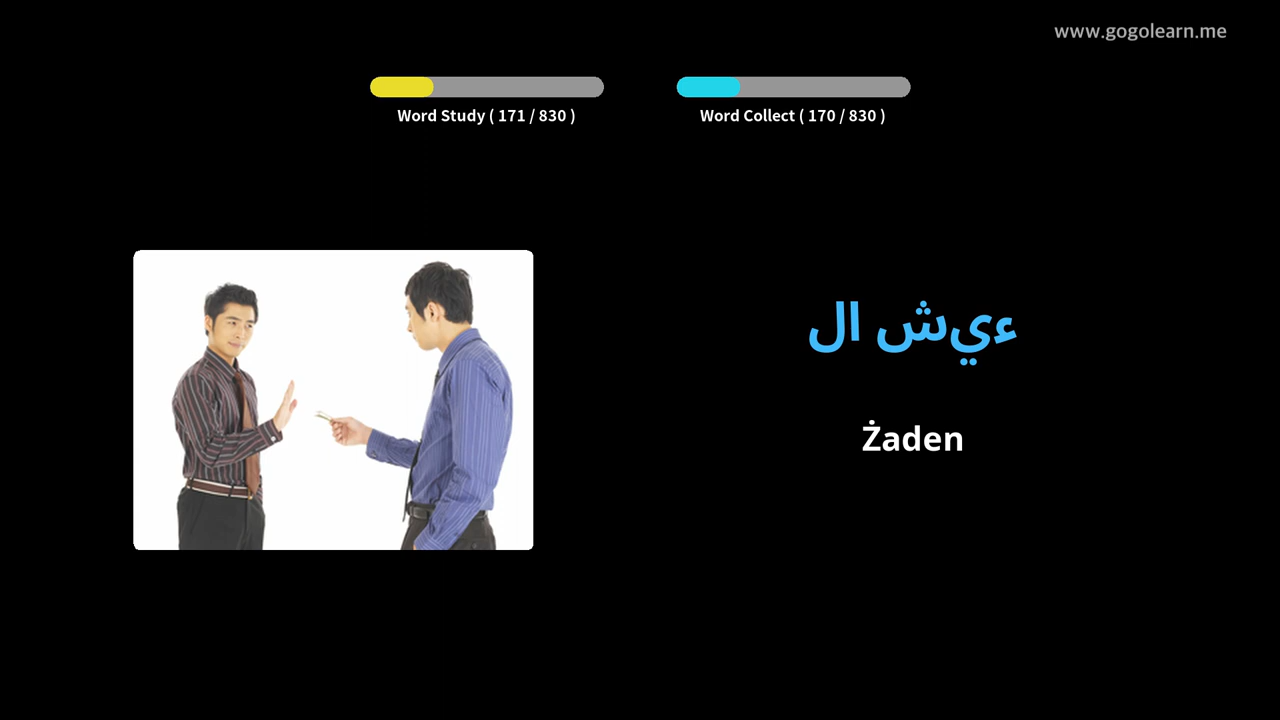 www.gogolearn.me
Word Study ( 171 / 830 )
Word Collect ( 170 / 830 )
ءيش ال
Żaden